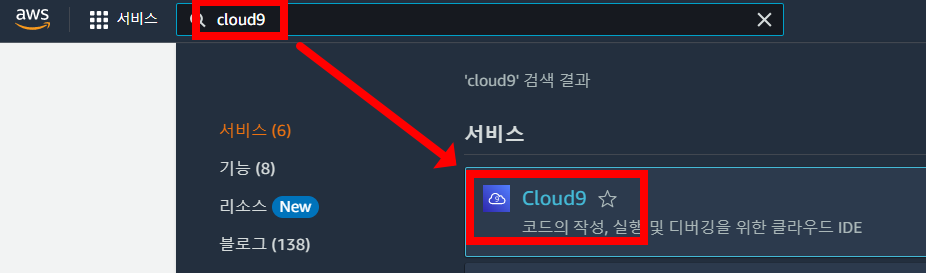 aws 서비스 cloud9
'cloud9' 검색 결과
서비스 (6)
기능 (8)
리소스 New
블로그 (138)
서비스
Cloud9
코드의 작성, 실행 및 디버깅을 위한 클라우드 IDE